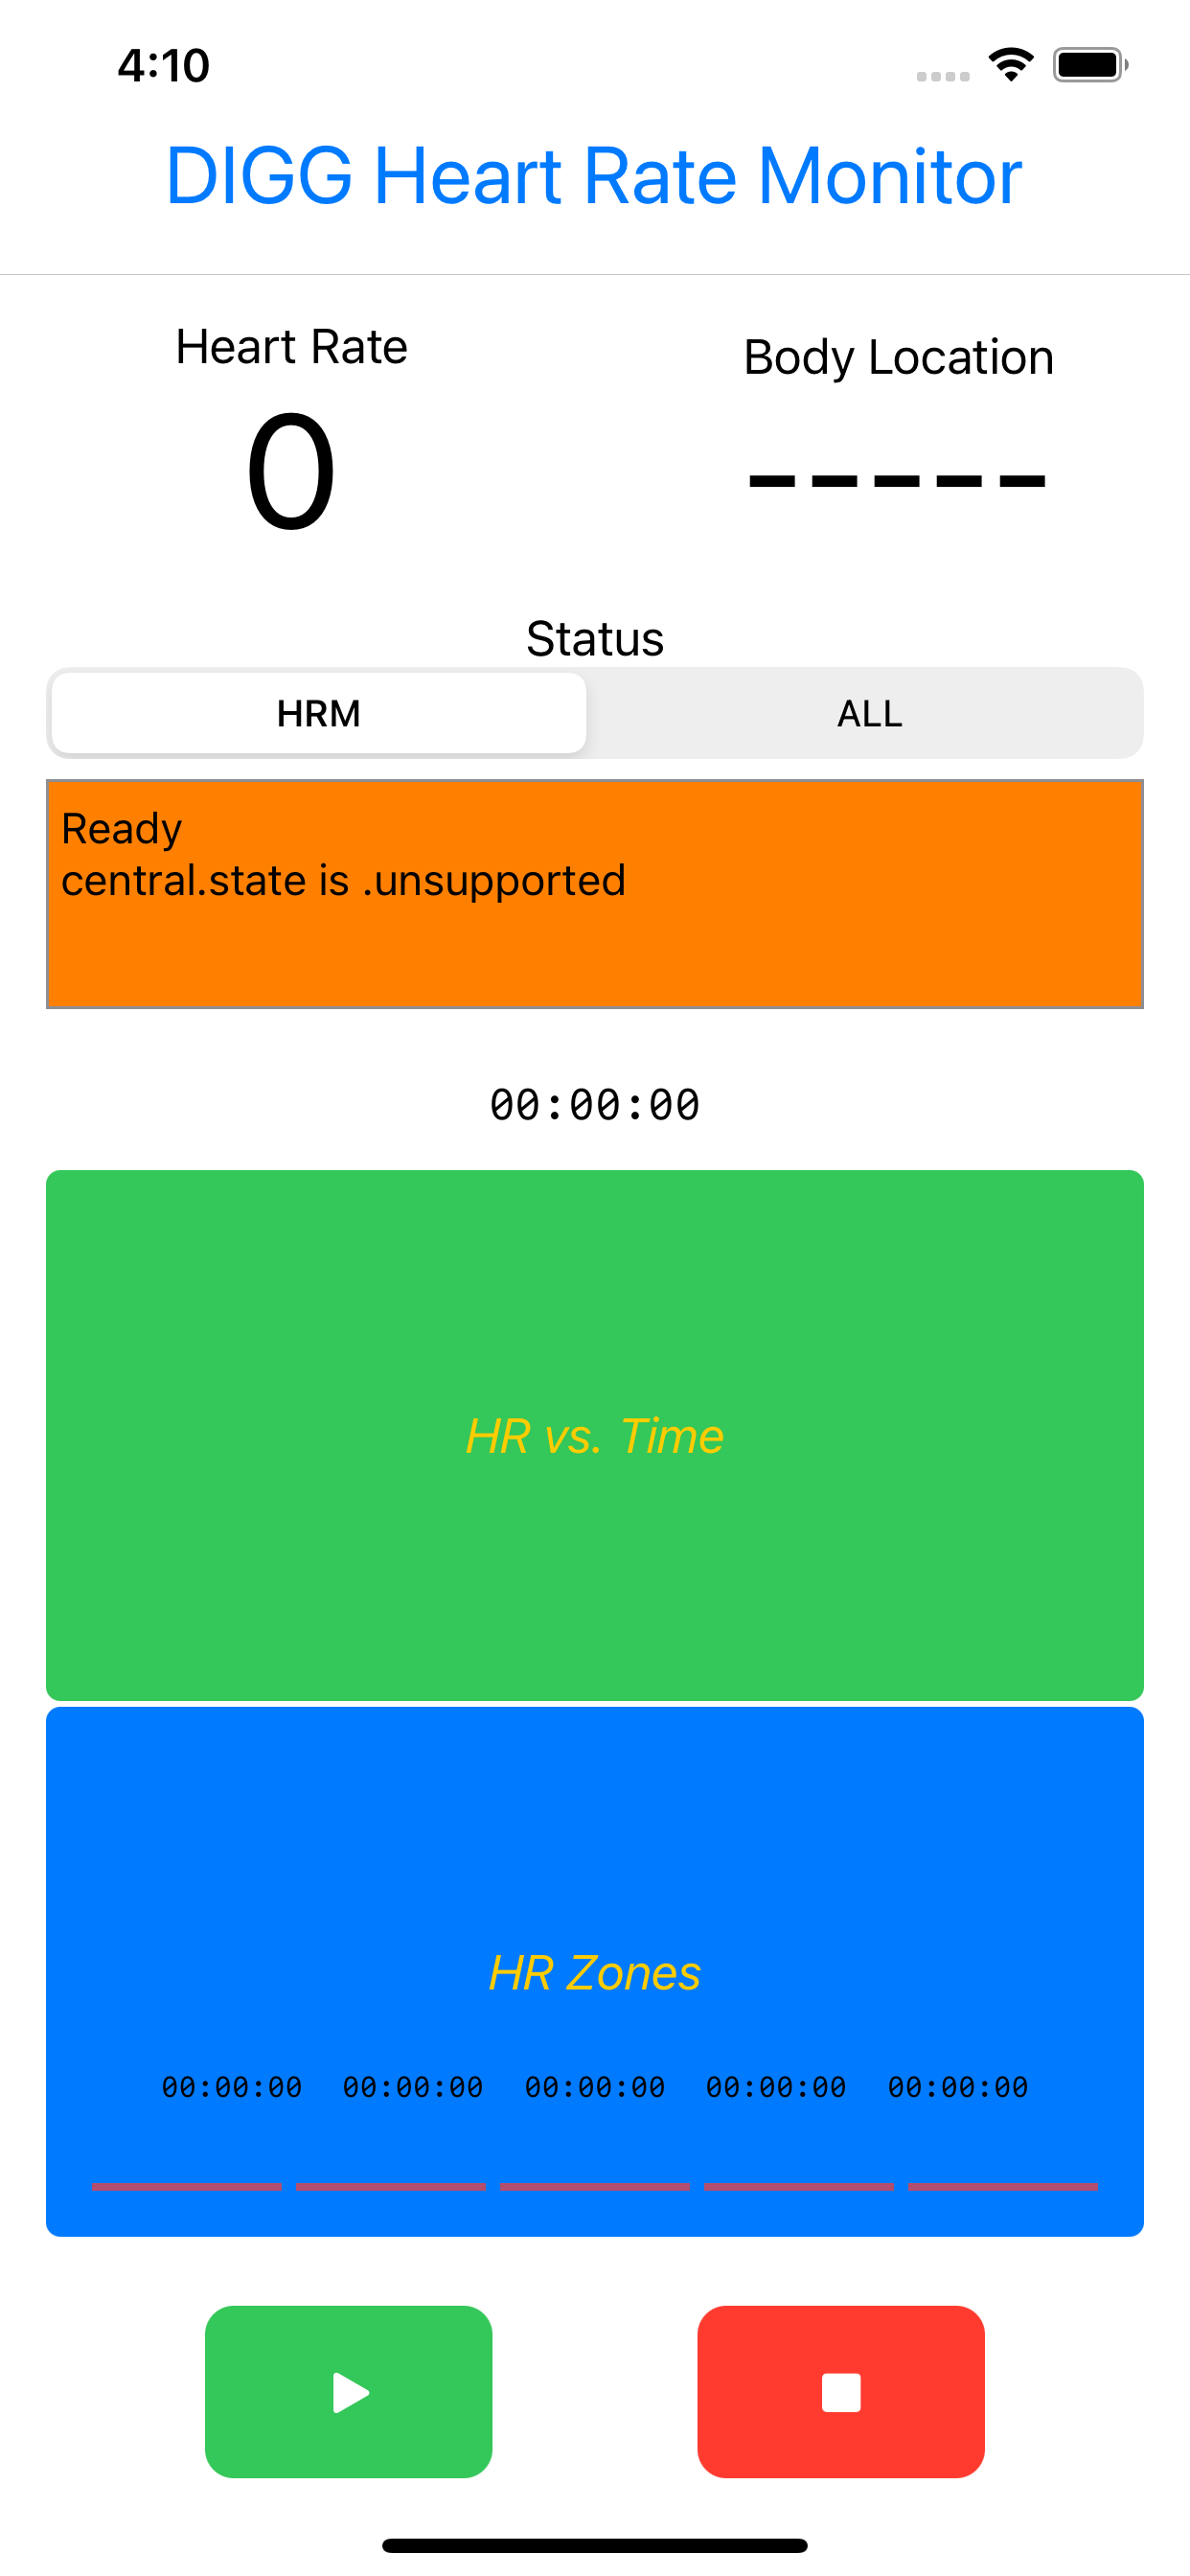 4:10
DIGG Heart Rate Monitor
Heart Rate
Body Location
0
-----
Status
HRM
ALL
Ready
central.state is .unsupported
00:00:00
HR vs. Time
HR Zones
00:00:00 00:00:00 00:00:00 00:00:00 00:00:00